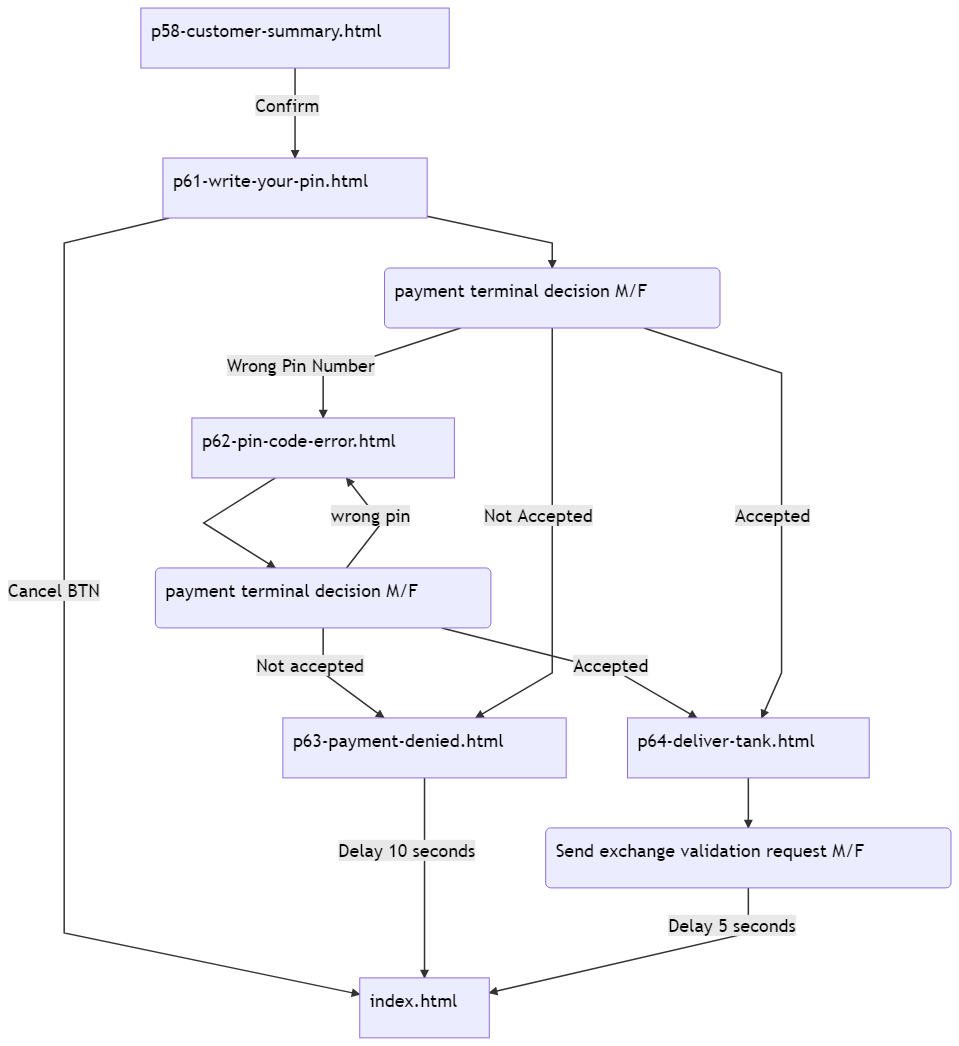 p58-customer-summary.html
Confirm
p61-write-your-pin.html
payment terminal decision M/F
Wrong Pin Number
p62-pin-code-error.html
wrong pin
Not Accepted
Accepted
Cancel BTN
payment terminal decision M/F
Not accepted
Accepted
p63-payment-denied.html
p64-deliver-tank.html
Delay 10 seconds
Send exchange validation request M/F
Delay 5 seconds
index.html